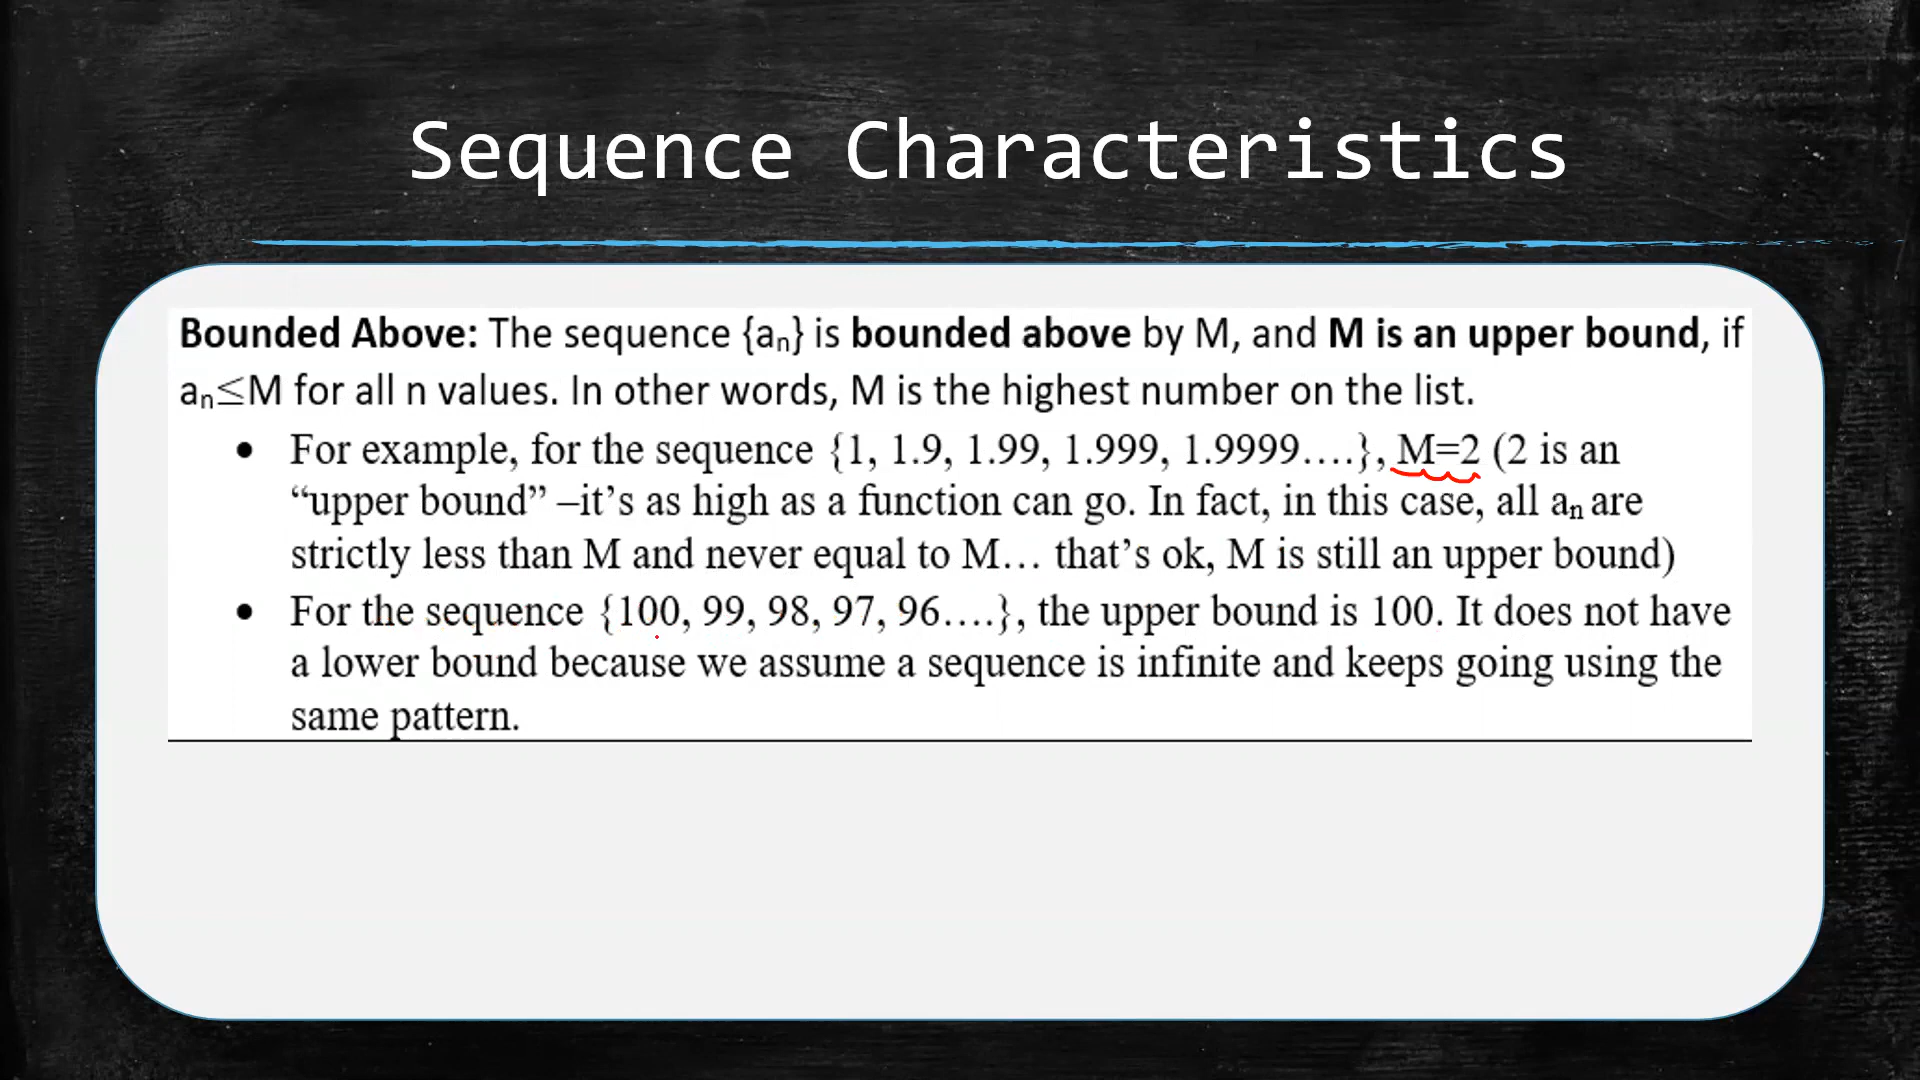 Sequence Characteristics
Bounded Above: The sequence {aₙ} is bounded above by M, and M is an upper bound, if
aₙ≤M for all n values. In other words, M is the highest number on the list.
• For example, for the sequence {1, 1.9, 1.99, 1.999, 1.9999….}, M=2 (2 is an
“upper bound” –it’s as high as a function can go. In fact, in this case, all aₙ are
strictly less than M and never equal to M… that’s ok, M is still an upper bound)
• For the sequence {100, 99, 98, 97, 96….}, the upper bound is 100. It does not have
a lower bound because we assume a sequence is infinite and keeps going using the
same pattern.